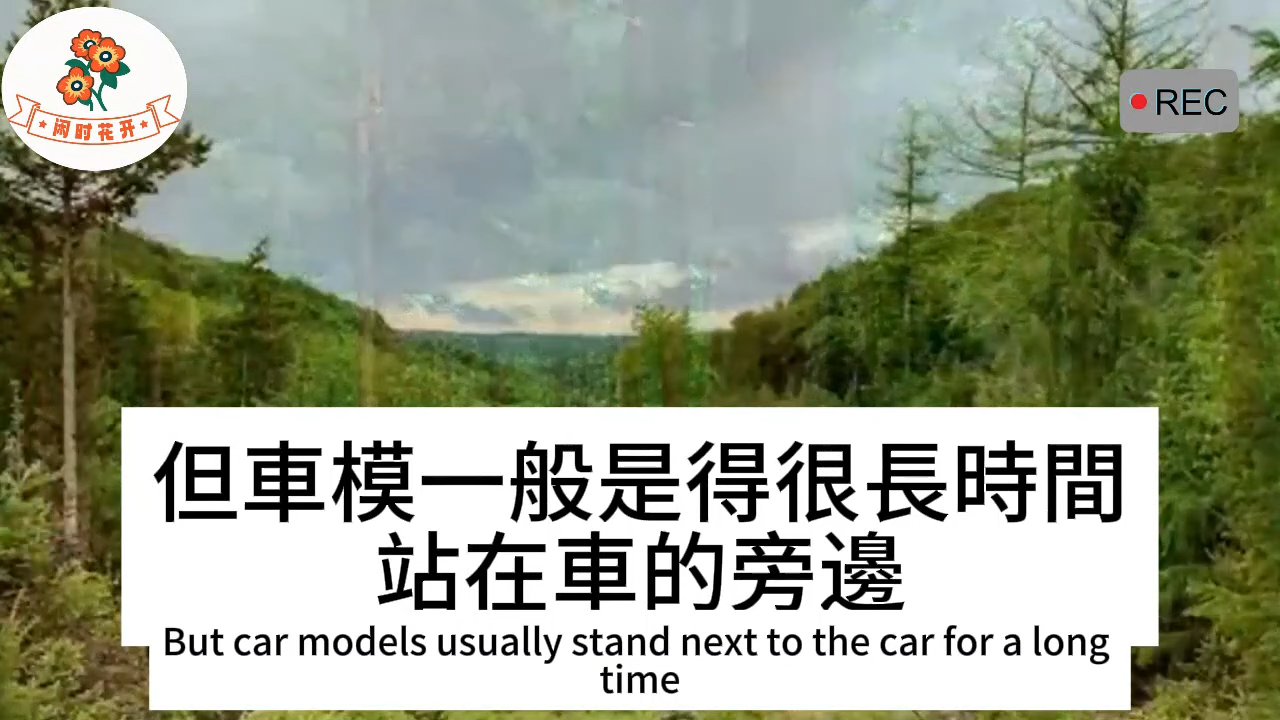 闲时花开
REC
但車模一般是得很長時間
站在車的旁邊
But car models usually stand next to the car for a long
time